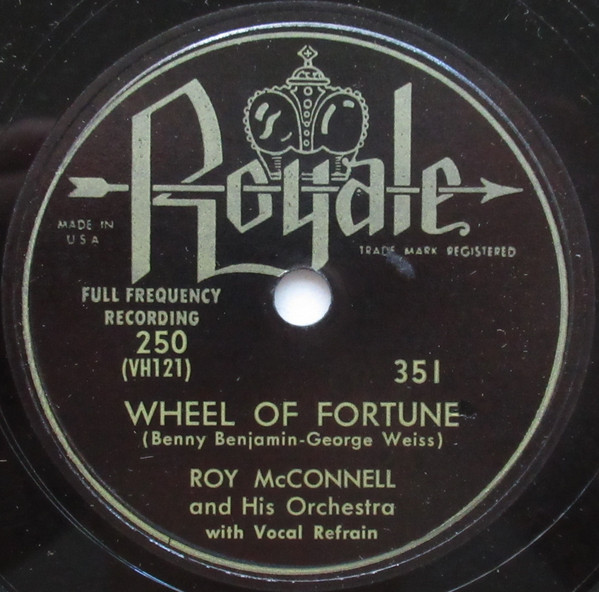 Royale
MADE IN
USA
TRADE MARK REGISTERED
FULL FREQUENCY
RECORDING
250
(VH121)
351
WHEEL OF FORTUNE
(Benny Benjamin-George Weiss)
ROY McCONNELL
and His Orchestra
with Vocal Refrain